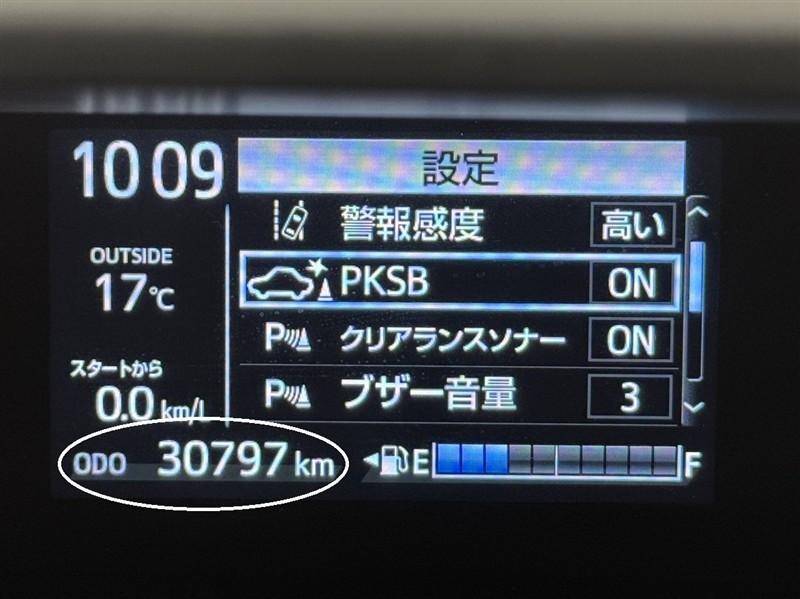 10 09
設定
警報感度 高い
OUTSIDE
17℃
PKSB ON
P クリアランスソナー ON
スタートから
0.0 km/L
P ブザー音量 3
ODO 30797 km
E F